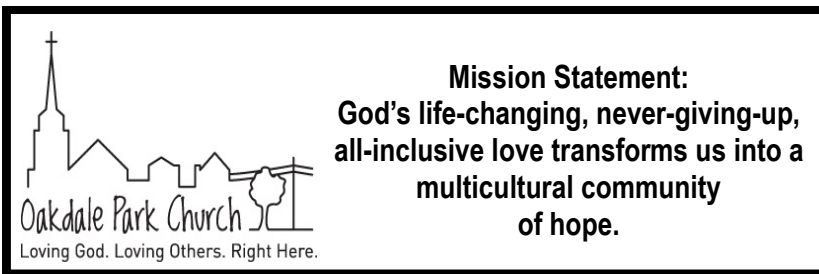 Oakdale Park Church
Loving God. Loving Others. Right Here.
Mission Statement:
God’s life-changing, never-giving-up,
all-inclusive love transforms us into a
multicultural community
of hope.